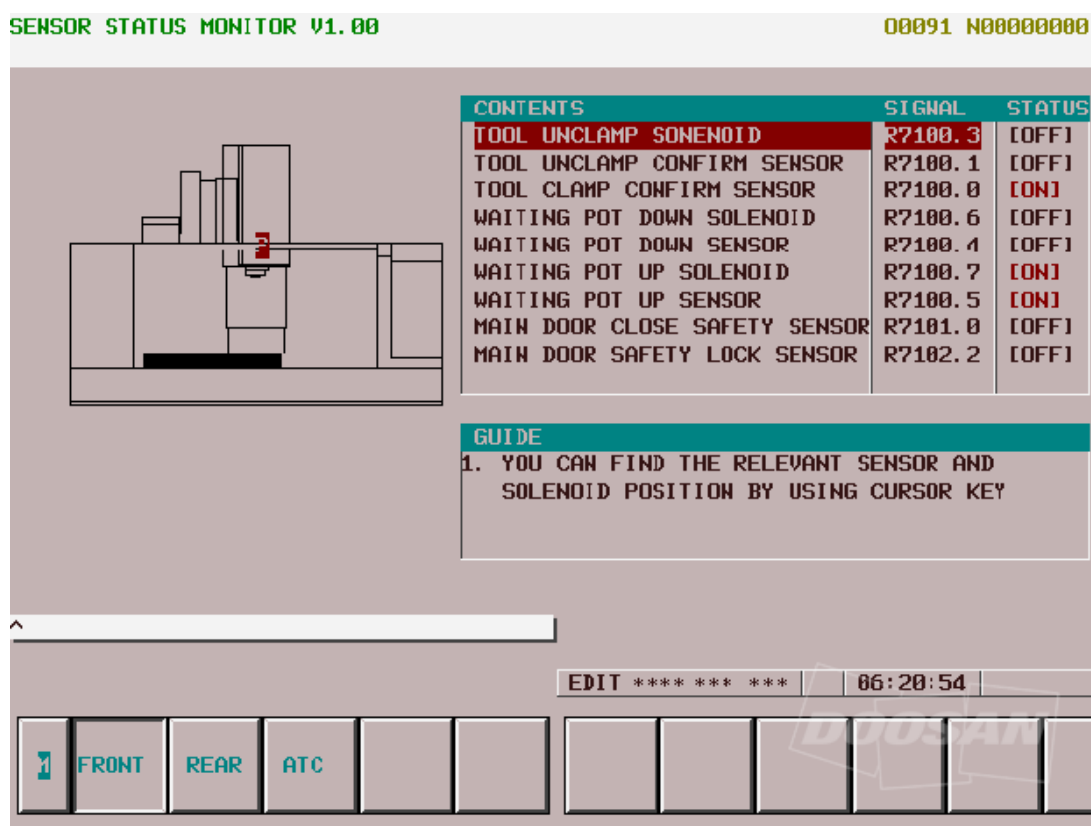 SENSOR STATUS MONITOR V1.00 O0091 N00000000
CONTENTS SIGNAL STATUS
TOOL UNCLAMP SONENOID R7100.3 [OFF]
TOOL UNCLAMP CONFIRM SENSOR R7100.1 [OFF]
TOOL CLAMP CONFIRM SENSOR R7100.0 [ON]
WAITING POT DOWN SOLENOID R7100.6 [OFF]
WAITING POT DOWN SENSOR R7100.4 [OFF]
WAITING POT UP SOLENOID R7100.7 [ON]
WAITING POT UP SENSOR R7100.5 [ON]
MAIN DOOR CLOSE SAFETY SENSOR R7101.0 [OFF]
MAIN DOOR SAFETY LOCK SENSOR R7102.2 [OFF]
GUIDE
1. YOU CAN FIND THE RELEVANT SENSOR AND
SOLENOID POSITION BY USING CURSOR KEY
^
EDIT **** *** *** 06:20:54
DOOSAN
FRONT REAR ATC